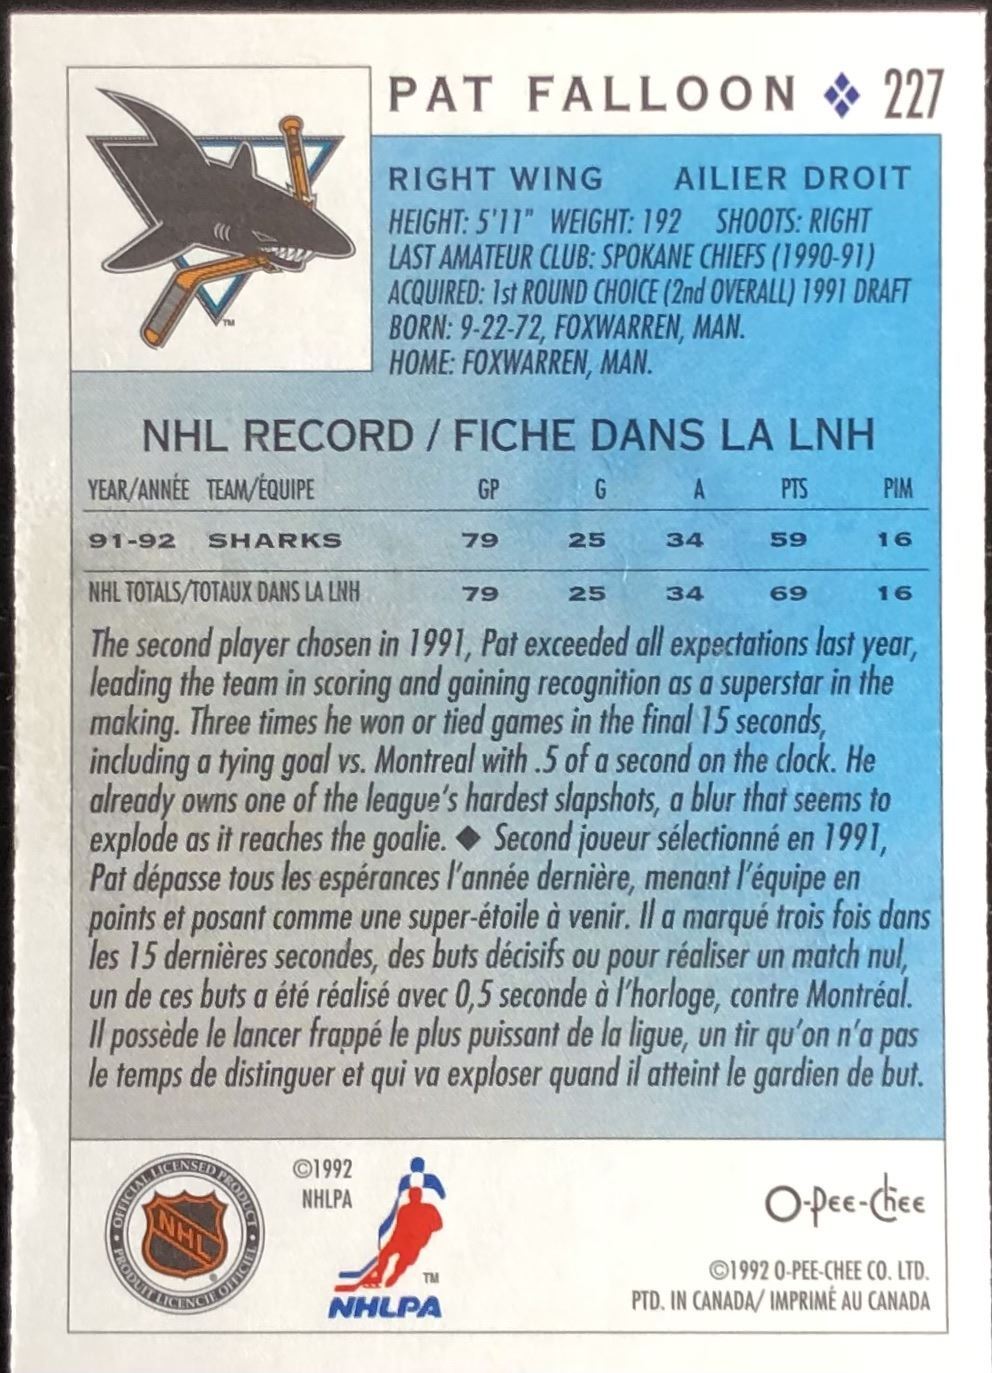 PAT FALLOON 227
RIGHT WING AILIER DROIT
HEIGHT: 5'11" WEIGHT: 192 SHOOTS: RIGHT
LAST AMATEUR CLUB: SPOKANE CHIEFS (1990-91)
ACQUIRED: 1st ROUND CHOICE (2nd OVERALL) 1991 DRAFT
BORN: 9-22-72, FOXWARREN, MAN.
HOME: FOXWARREN, MAN.
TM
NHL RECORD / FICHE DANS LA LNH
YEAR/ANNÉE TEAM/ÉQUIPE GP G A PTS PIM
91-92 SHARKS 79 25 34 59 16
NHL TOTALS/TOTAUX DANS LA LNH 79 25 34 69 16
The second player chosen in 1991, Pat exceeded all expectations last year,
leading the team in scoring and gaining recognition as a superstar in the
making. Three times he won or tied games in the final 15 seconds,
including a tying goal vs. Montreal with .5 of a second on the clock. He
already owns one of the league's hardest slapshots, a blur that seems to
explode as it reaches the goalie. ◆ Second joueur sélectionné en 1991,
Pat dépasse tous les espérances l'année dernière, menant l'équipe en
points et posant comme une super-étoile à venir. Il a marqué trois fois dans
les 15 dernières secondes, des buts décisifs ou pour réaliser un match nul,
un de ces buts a été réalisé avec 0,5 seconde à l'horloge, contre Montréal.
Il possède le lancer frappé le plus puissant de la ligue, un tir qu'on n'a pas
le temps de distinguer et qui va exploser quand il atteint le gardien de but.
OFFICIAL LICENSED PRODUCT
NHL
PRODUIT LICENCIE OFFICIEL
©1992
NHLPA
TM
NHLPA
O-Pee-Chee
©1992 O-PEE-CHEE CO. LTD.
PTD. IN CANADA/ IMPRIMÉ AU CANADA